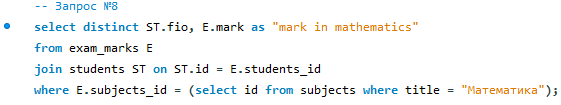 -- Запрос №8
select distinct ST.fio, E.mark as "mark in mathematics"
from exam_marks E
join students ST on ST.id = E.students_id
where E.subjects_id = (select id from subjects where title = "Математика");